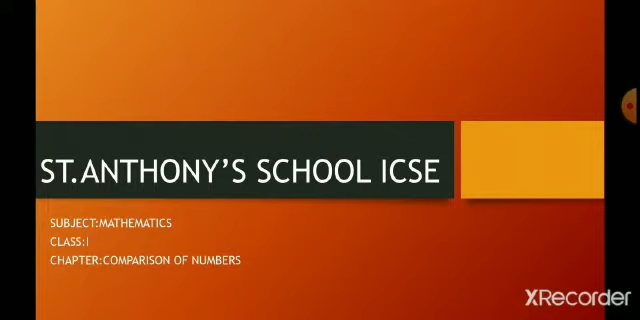 ST.ANTHONY'S SCHOOL ICSE
SUBJECT:MATHEMATICS
CLASS:I
CHAPTER:COMPARISON OF NUMBERS
XRecorder